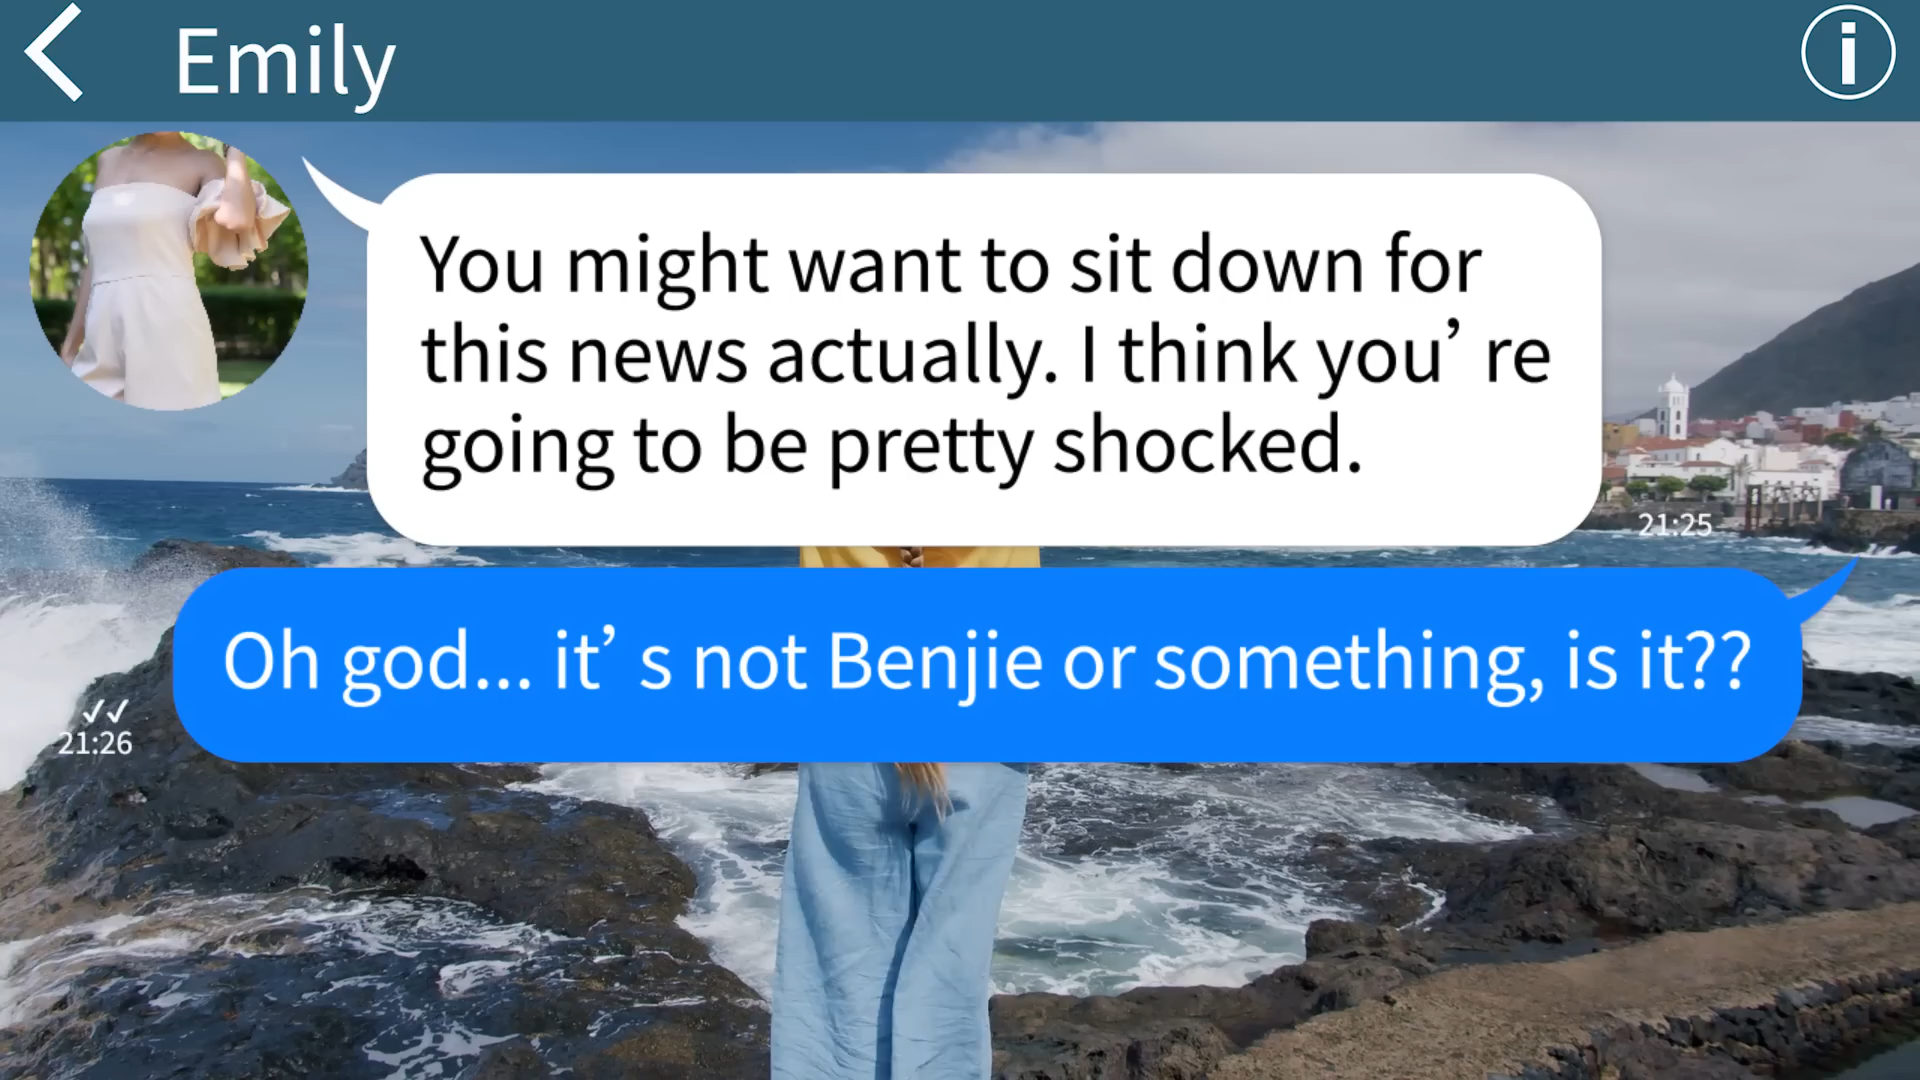 Emily
You might want to sit down for
this news actually. I think you’re
going to be pretty shocked.
21:25
Oh god... it’s not Benjie or something, is it??
21:26